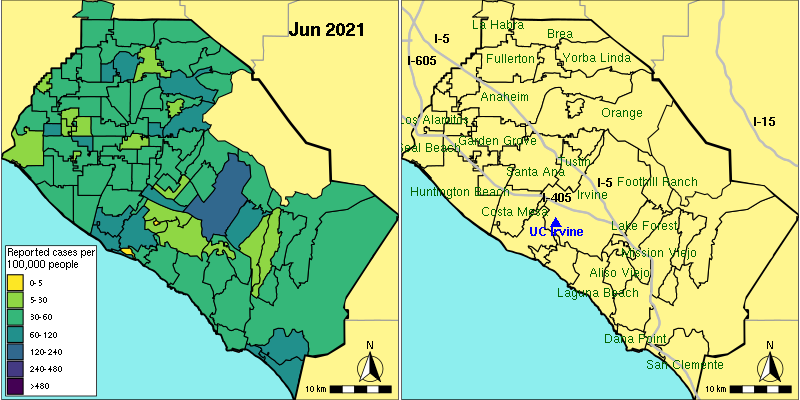 Jun 2021
Reported cases per
100,000 people
0-5
5-30
30-60
60-120
120-240
240-480
>480
N
10 km
La Habra
Brea
I-5
I-605
Fullerton
Yorba Linda
Anaheim
Orange
I-15
Los Alamitos
Garden Grove
Seal Beach
Tustin
Santa Ana
I-5
Foothill Ranch
Huntington Beach
I-405
Irvine
Costa Mesa
UC Irvine
Lake Forest
Mission Viejo
Aliso Viejo
Laguna Beach
Dana Point
San Clemente
N
10 km